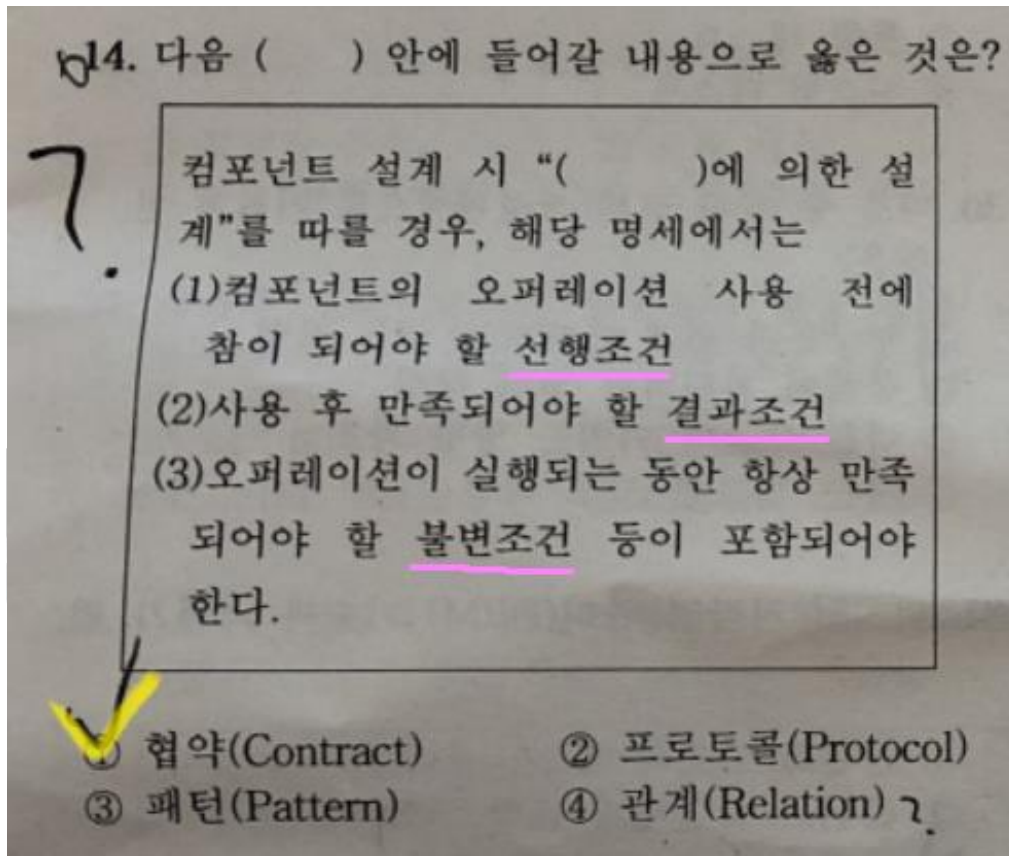 14. 다음 (    ) 안에 들어갈 내용으로 옳은 것은?
컴포넌트 설계 시 “(    )에 의한 설
계”를 따를 경우, 해당 명세에서는
(1)컴포넌트의 오퍼레이션 사용 전에
참이 되어야 할 선행조건
(2)사용 후 만족되어야 할 결과조건
(3)오퍼레이션이 실행되는 동안 항상 만족
되어야 할 불변조건 등이 포함되어야
한다.
① 협약(Contract) ② 프로토콜(Protocol)
③ 패턴(Pattern) ④ 관계(Relation) ?